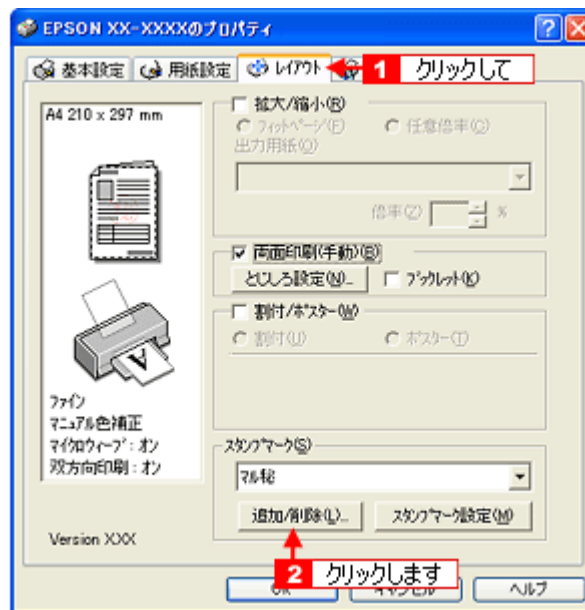 EPSON XX-XXXXのプロパティ
基本設定 用紙設定 レイアウト 1 クリックして
A4 210 x 297 mm
拡大/縮小(R)
フィットページ(F) 任意倍率(C)
出力用紙(O)
倍率(Z) %
両面印刷(手動)(B)
とじしろ設定(N)... ブックレット(K)
割付/ポスター(W)
割付(U) ポスター(T)
A
ファイン
マニュアル色補正
マイクロウィーブ:オン
双方向印刷:オン
スタンプマーク(S)
マル秘
追加/削除(L)... スタンプマーク設定(M)
Version XXX
2 クリックします
OK キャンセル ヘルプ